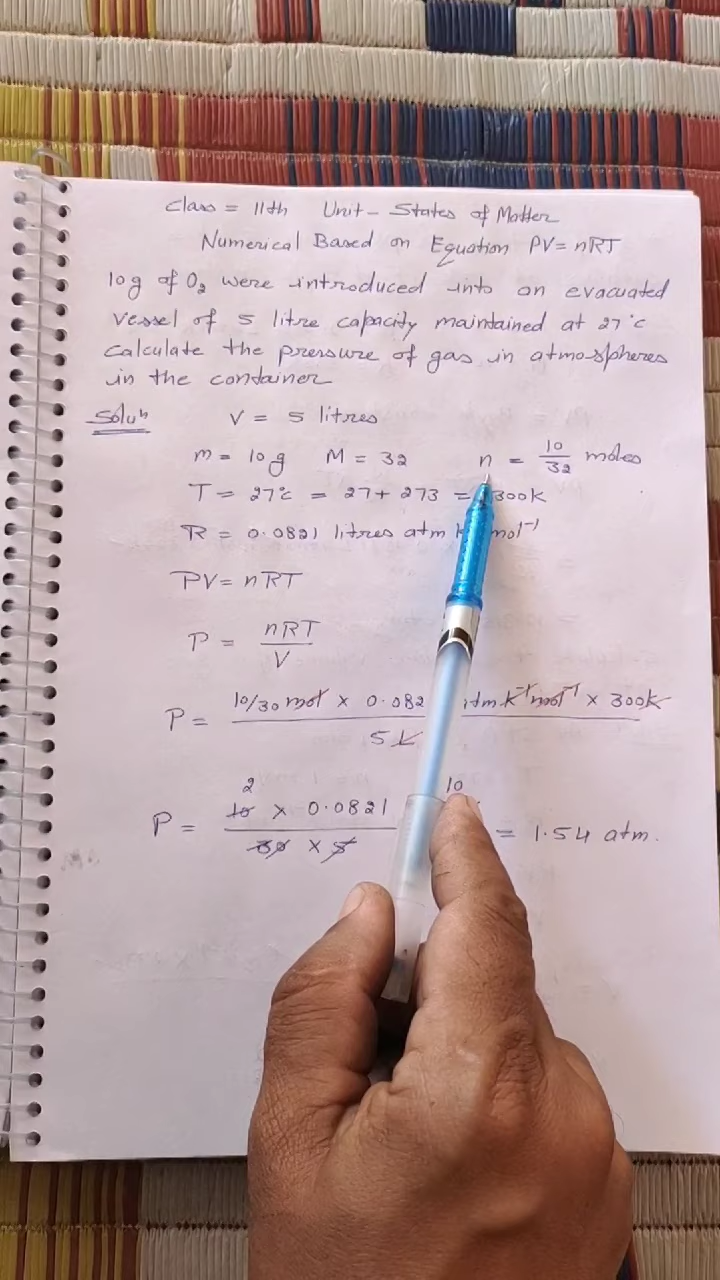 Class = 11th Unit - States of Matter
Numerical Based on Equation PV = nRT
10g of O₂ were introduced into an evacuated
vessel of 5 litre capacity maintained at 27°c
Calculate the pressure of gas in atmospheres
in the container
Solun V = 5 litres
m = 10g M = 32 n = 10/32 moles
T = 27°c = 27 + 273 = 300k
R = 0.0821 litres atm k mol⁻¹
PV = nRT
P = nRT/V
P = 10/30 mol × 0.082 atm k⁻¹ mol⁻¹ × 300k / 5 L
2 10
P = 10 × 0.0821 / 30 × 5 = 1.54 atm.